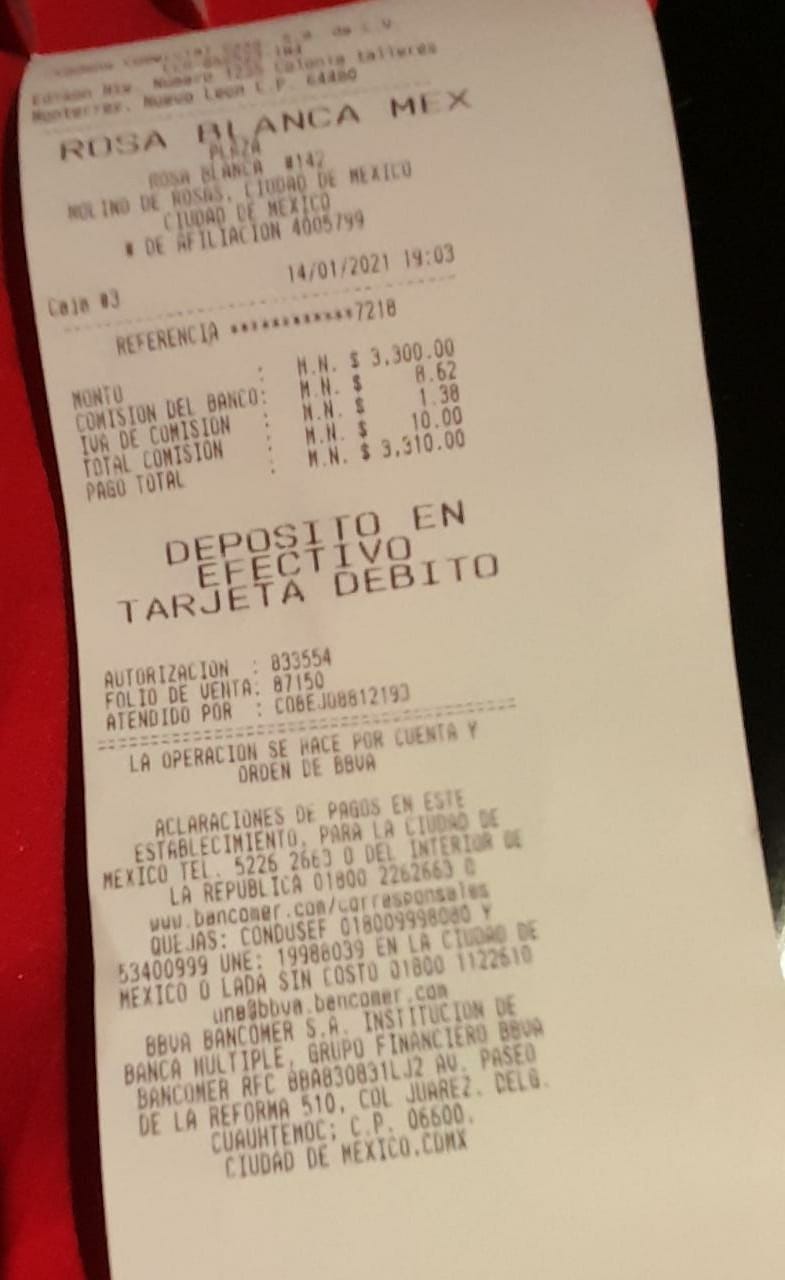 Edison Nte. Numero 1235 Colonia talleres
Monterrey, Nuevo Leon C.P. 64480
ROSA BLANCA MEX
PLAZA
ROSA BLANCA #142
MOLINO DE ROSAS, CIUDAD DE MEXICO
CIUDAD DE MEXICO
# DE AFILIACION 4005799
Caja #3 14/01/2021 19:03
REFERENCIA ************7218
MONTO : M.N. $ 3,300.00
COMISION DEL BANCO: M.N. $ 8.62
IVA DE COMISION : M.N. $ 1.38
TOTAL COMISION : M.N. $ 10.00
PAGO TOTAL : M.N. $ 3,310.00
DEPOSITO EN
EFECTIVO
TARJETA DEBITO
AUTORIZACION : 833554
FOLIO DE VENTA: 87150
ATENDIDO POR : COBEJO8812193
LA OPERACION SE HACE POR CUENTA Y
ORDEN DE BBVA
ACLARACIONES DE PAGOS EN ESTE
ESTABLECIMIENTO, PARA LA CIUDAD DE
MEXICO TEL. 5226 2663 O DEL INTERIOR DE
LA REPUBLICA 01800 2262663 O
www.bancomer.com/corresponsales
QUEJAS: CONDUSEF 018009998080 Y
53400999 UNE: 19988039 EN LA CIUDAD DE
MEXICO O LADA SIN COSTO 01800 1122610
une@bbva.bancomer.com
BBVA BANCOMER S.A. INSTITUCION DE
BANCA MULTIPLE, GRUPO FINANCIERO BBVA
BANCOMER RFC BBA830831LJ2 AV. PASEO
DE LA REFORMA 510, COL JUAREZ. DELG.
CUAUHTEMOC; C.P. 06600,
CIUDAD DE MEXICO.CDMX